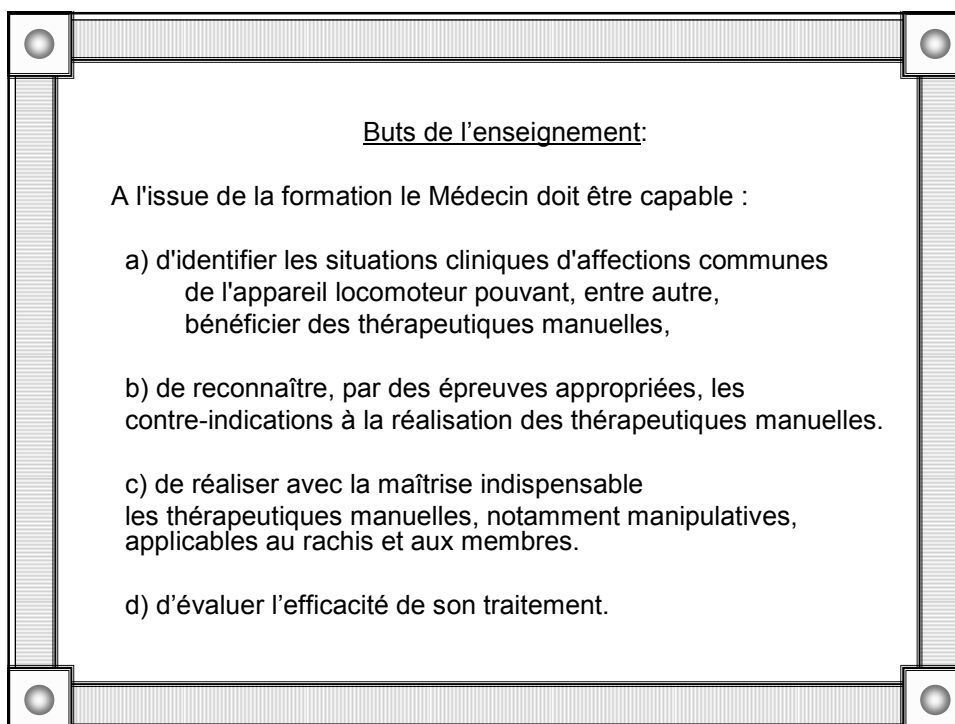 Buts de l’enseignement:
A l'issue de la formation le Médecin doit être capable :
a) d'identifier les situations cliniques d'affections communes
de l'appareil locomoteur pouvant, entre autre,
bénéficier des thérapeutiques manuelles,
b) de reconnaître, par des épreuves appropriées, les
contre-indications à la réalisation des thérapeutiques manuelles.
c) de réaliser avec la maîtrise indispensable
les thérapeutiques manuelles, notamment manipulatives,
applicables au rachis et aux membres.
d) d’évaluer l’efficacité de son traitement.